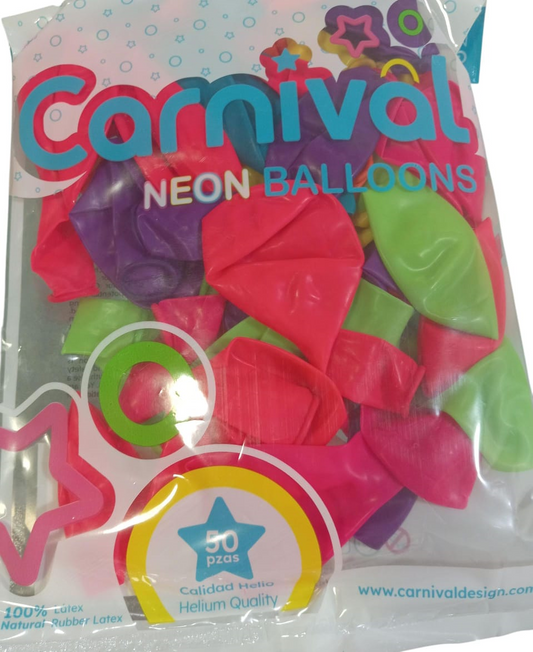 Carnival
NEON BALLOONS
50
pzas
Calidad Helio
Helium Quality
www.carnivaldesign.com
100% Latex
Natural Rubber Latex